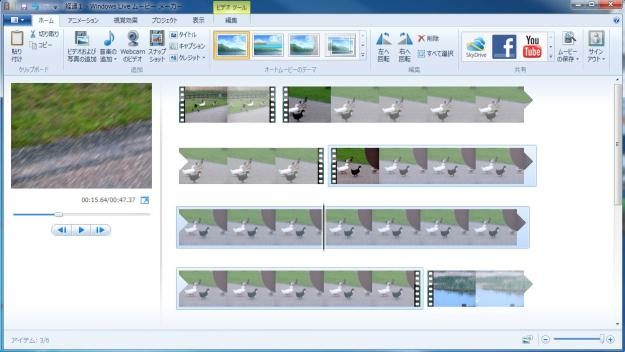 鴨道1 - Windows Live ムービー メーカー
ビデオ ツール
ホーム アニメーション 視覚効果 プロジェクト 表示 編集
貼り付け
切り取り
コピー
クリップボード
ビデオおよび写真の追加
音楽の追加
Webcamのビデオ
スナップショット
タイトル
キャプション
クレジット
追加
オートムービーのテーマ
左へ回転
右へ回転
削除
すべて選択
編集
SkyDrive
f
You Tube
共有
ムービーの保存
サインアウト
00:15.64/00:47.37
アイテム: 3/6